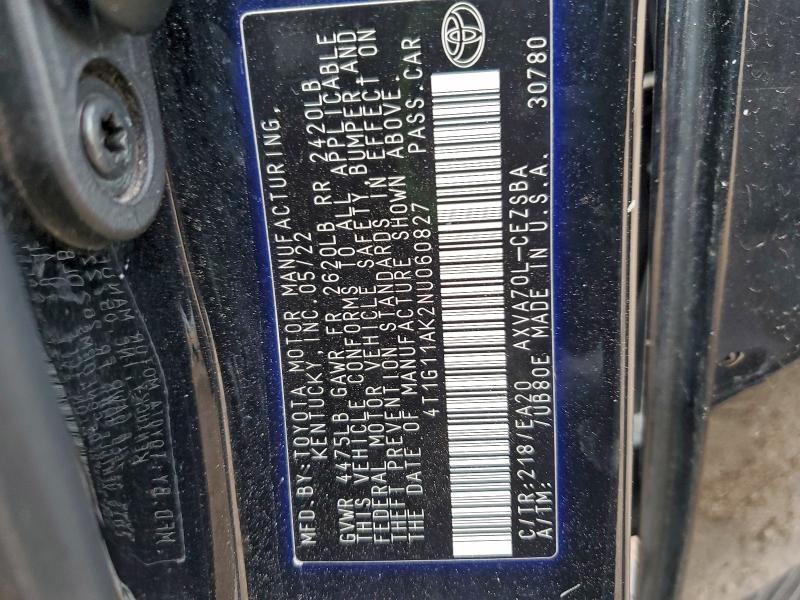 MFD. BY: TOYOTA MOTOR MANUFACTURING,
KENTUCKY, INC. 05/22
GVWR 4475LB GAWR FR 2620LB RR 2420LB
THIS VEHICLE CONFORMS TO ALL APPLICABLE
FEDERAL MOTOR VEHICLE SAFETY, BUMPER AND
THEFT PREVENTION STANDARDS IN EFFECT ON
THE DATE OF MANUFACTURE SHOWN ABOVE.
4T1G11AK2NU060827 PASS CAR
C/TR:218/EA20 AXVA70L-CEZSBA 30780
A/TM: /UB80E MADE IN U.S.A.